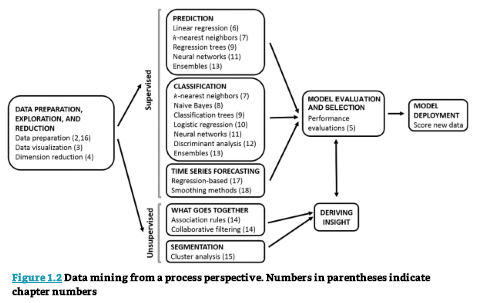 DATA PREPARATION,
EXPLORATION, AND
REDUCTION
Data preparation (2,16)
Data visualization (3)
Dimension reduction (4)
Supervised
PREDICTION
Linear regression (6)
k-nearest neighbors (7)
Regression trees (9)
Neural networks (11)
Ensembles (13)
CLASSIFICATION
k-nearest neighbors (7)
Naive Bayes (8)
Classification trees (9)
Logistic regression (10)
Neural networks (11)
Discriminant analysis (12)
Ensembles (13)
TIME SERIES FORECASTING
Regression-based (17)
Smoothing methods (18)
Unsupervised
WHAT GOES TOGETHER
Association rules (14)
Collaborative filtering (14)
SEGMENTATION
Cluster analysis (15)
MODEL EVALUATION
AND SELECTION
Performance
evaluations (5)
DERIVING
INSIGHT
MODEL
DEPLOYMENT
Score new data
Figure 1.2 Data mining from a process perspective. Numbers in parentheses indicate
chapter numbers